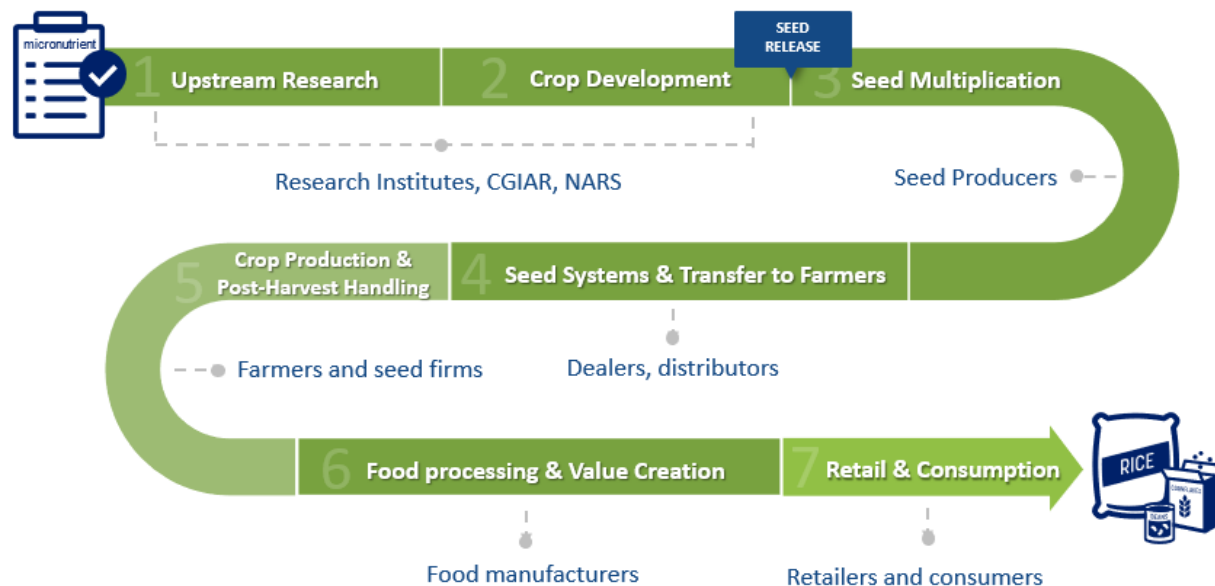 micronutrient
SEED
RELEASE
1 Upstream Research
2 Crop Development
3 Seed Multiplication
Research Institutes, CGIAR, NARS
Seed Producers
5 Crop Production &
Post-Harvest Handling
4 Seed Systems & Transfer to Farmers
Farmers and seed firms
Dealers, distributors
6 Food processing & Value Creation
7 Retail & Consumption
RICE
CORNFLAKES
BEANS
Food manufacturers
Retailers and consumers